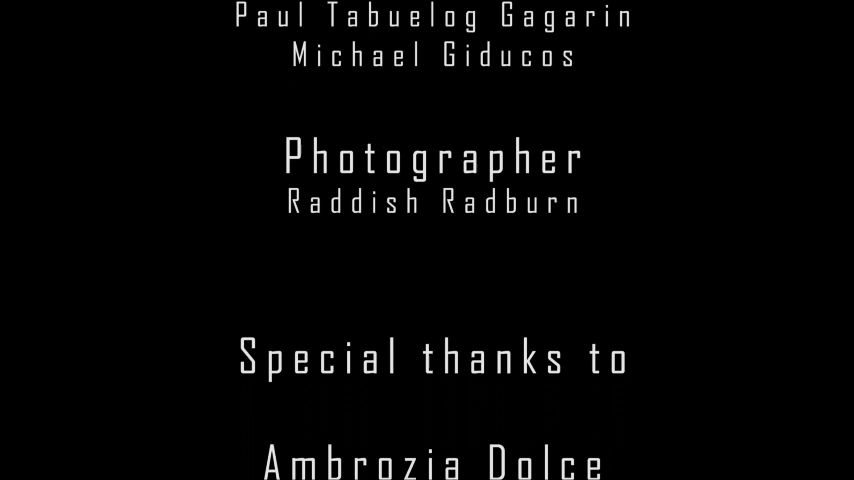 Paul Tabuelog Gagarin
Michael Giducos
Photographer
Raddish Radburn
Special thanks to
Ambrozia Dolce